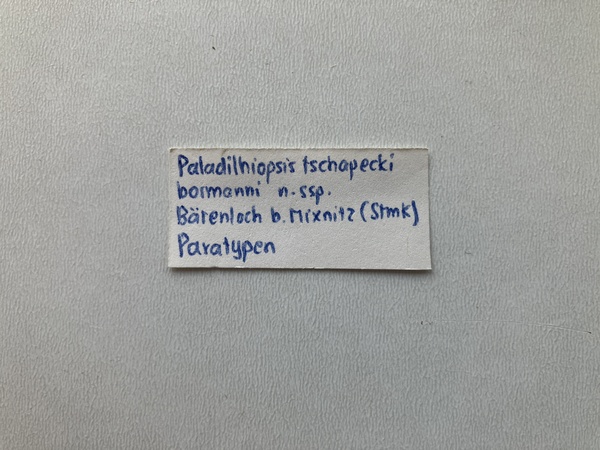 Paladilhiopsis tschapecki
bormanni n. ssp.
Bärenloch b. Mixnitz (Stmk)
Paratypen